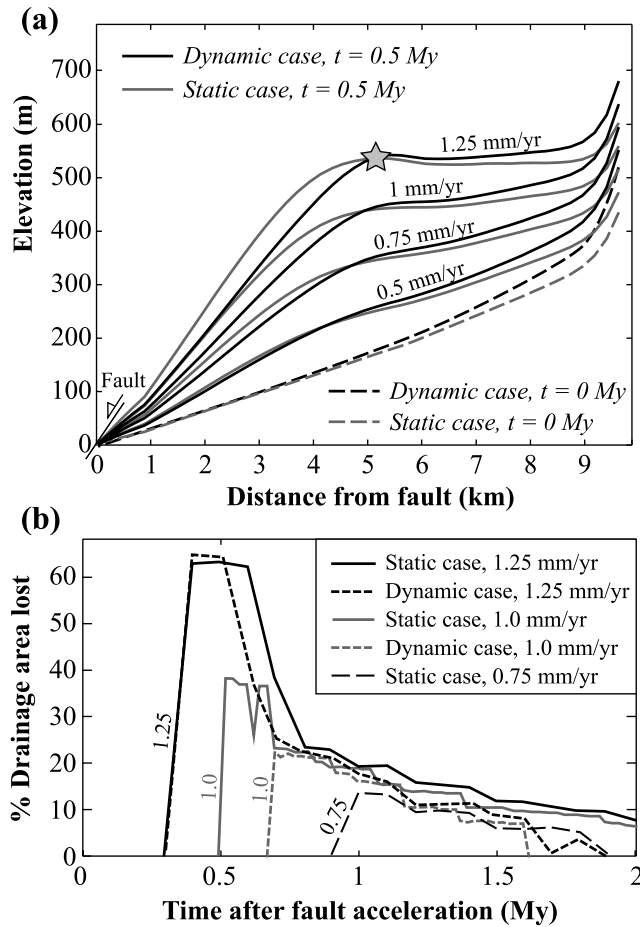 (a)
Elevation (m)
700
600
500
400
300
200
100
0
Dynamic case, t = 0.5 My
Static case, t = 0.5 My
1.25 mm/yr
1 mm/yr
0.75 mm/yr
0.5 mm/yr
Fault
Dynamic case, t = 0 My
Static case, t = 0 My
0 1 2 3 4 5 6 7 8 9
Distance from fault (km)
(b)
% Drainage area lost
60
50
40
30
20
10
0
Static case, 1.25 mm/yr
Dynamic case, 1.25 mm/yr
Static case, 1.0 mm/yr
Dynamic case, 1.0 mm/yr
Static case, 0.75 mm/yr
1.25
1.0
1.0
0.75
0 0.5 1 1.5 2
Time after fault acceleration (My)